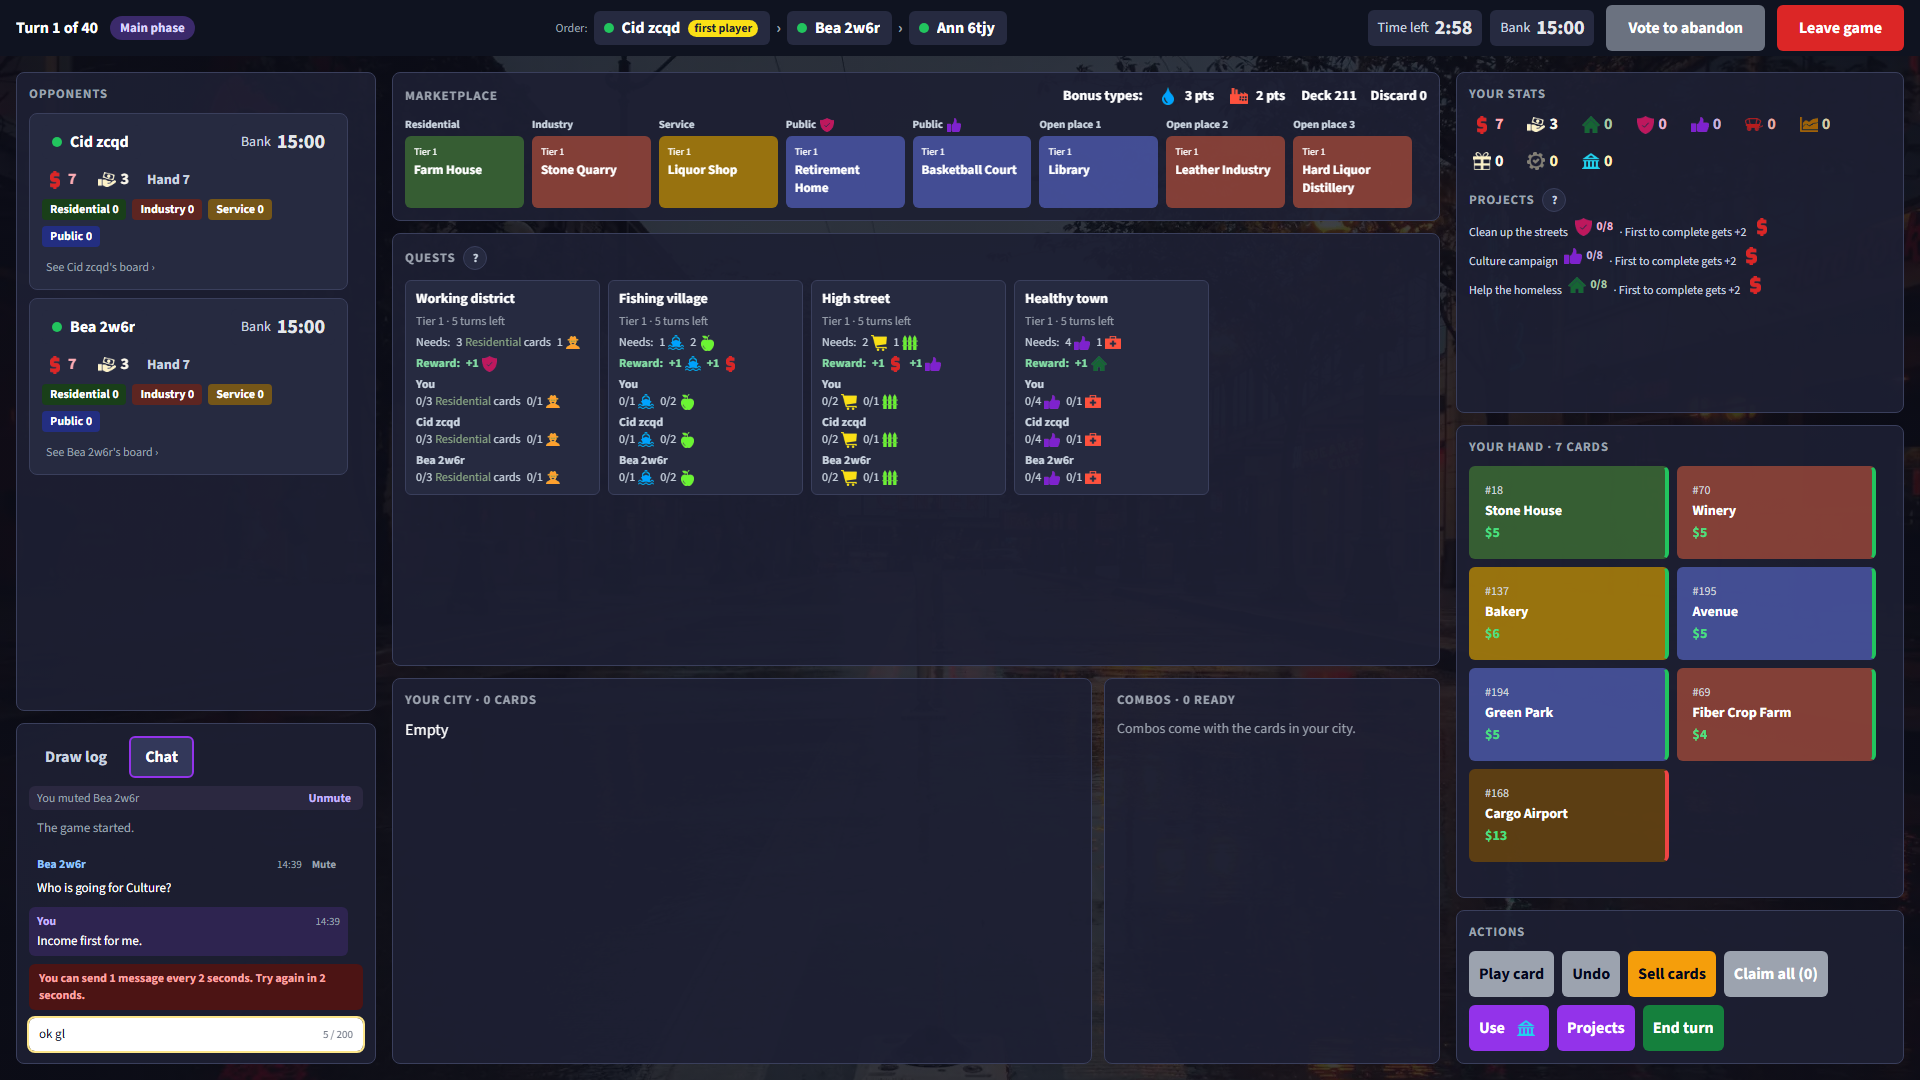 Turn 1 of 40 Main phase
Order: Cid zcqd first player › Bea 2w6r › Ann 6tjy
Time left 2:58 Bank 15:00 Vote to abandon Leave game
OPPONENTS
Cid zcqd Bank 15:00
7 3 Hand 7
Residential 0 Industry 0 Service 0
Public 0
See Cid zcqd's board ›
Bea 2w6r Bank 15:00
7 3 Hand 7
Residential 0 Industry 0 Service 0
Public 0
See Bea 2w6r's board ›
Draw log Chat
You muted Bea 2w6r Unmute
The game started.
Bea 2w6r 14:39 Mute
Who is going for Culture?
You 14:39
Income first for me.
You can send 1 message every 2 seconds. Try again in 2
seconds.
ok gl 5 / 200
MARKETPLACE Bonus types: 3 pts 2 pts Deck 211 Discard 0
Residential Industry Service Public Public Open place 1 Open place 2 Open place 3
Tier 1 Tier 1 Tier 1 Tier 1 Tier 1 Tier 1 Tier 1 Tier 1
Farm House Stone Quarry Liquor Shop Retirement Basketball Court Library Leather Industry Hard Liquor
Home Distillery
QUESTS ?
Working district
Tier 1 · 5 turns left
Needs: 3 Residential cards 1
Reward: +1
You
0/3 Residential cards 0/1
Cid zcqd
0/3 Residential cards 0/1
Bea 2w6r
0/3 Residential cards 0/1
Fishing village
Tier 1 · 5 turns left
Needs: 1 2
Reward: +1 +1
You
0/1 0/2
Cid zcqd
0/1 0/2
Bea 2w6r
0/1 0/2
High street
Tier 1 · 5 turns left
Needs: 2 1
Reward: +1 +1
You
0/2 0/1
Cid zcqd
0/2 0/1
Bea 2w6r
0/2 0/1
Healthy town
Tier 1 · 5 turns left
Needs: 4 1
Reward: +1
You
0/4 0/1
Cid zcqd
0/4 0/1
Bea 2w6r
0/4 0/1
YOUR CITY · 0 CARDS
Empty
COMBOS · 0 READY
Combos come with the cards in your city.
YOUR STATS
7 3 0 0 0 0 0
0 0 0
PROJECTS ?
Clean up the streets 0/8 · First to complete gets +2
Culture campaign 0/8 · First to complete gets +2
Help the homeless 0/8 · First to complete gets +2
YOUR HAND · 7 CARDS
#18
Stone House
$5
#70
Winery
$5
#137
Bakery
$6
#195
Avenue
$5
#194
Green Park
$5
#69
Fiber Crop Farm
$4
#168
Cargo Airport
$13
ACTIONS
Play card Undo Sell cards Claim all (0)
Use Projects End turn